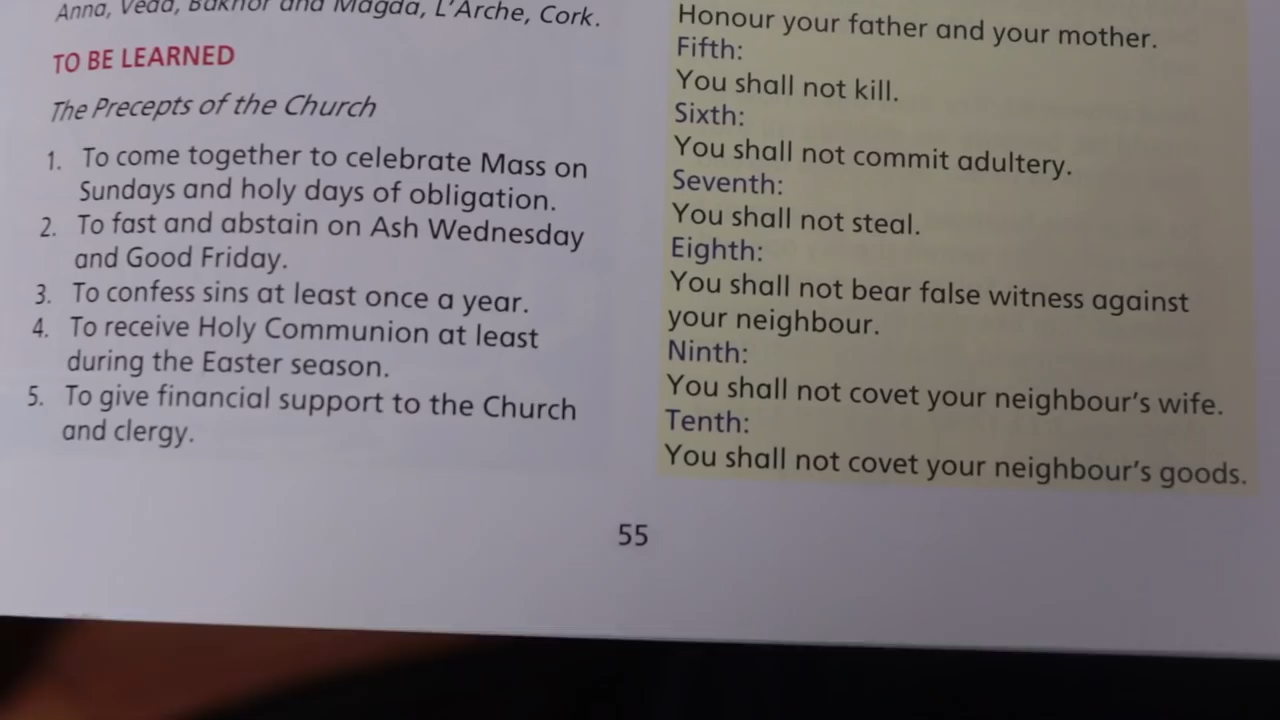 Anna, Veda, and Magda, L'Arche, Cork.
TO BE LEARNED
The Precepts of the Church
1. To come together to celebrate Mass on
Sundays and holy days of obligation.
2. To fast and abstain on Ash Wednesday
and Good Friday.
3. To confess sins at least once a year.
4. To receive Holy Communion at least
during the Easter season.
5. To give financial support to the Church
and clergy.
Honour your father and your mother.
Fifth:
You shall not kill.
Sixth:
You shall not commit adultery.
Seventh:
You shall not steal.
Eighth:
You shall not bear false witness against
your neighbour.
Ninth:
You shall not covet your neighbour's wife.
Tenth:
You shall not covet your neighbour's goods.
55